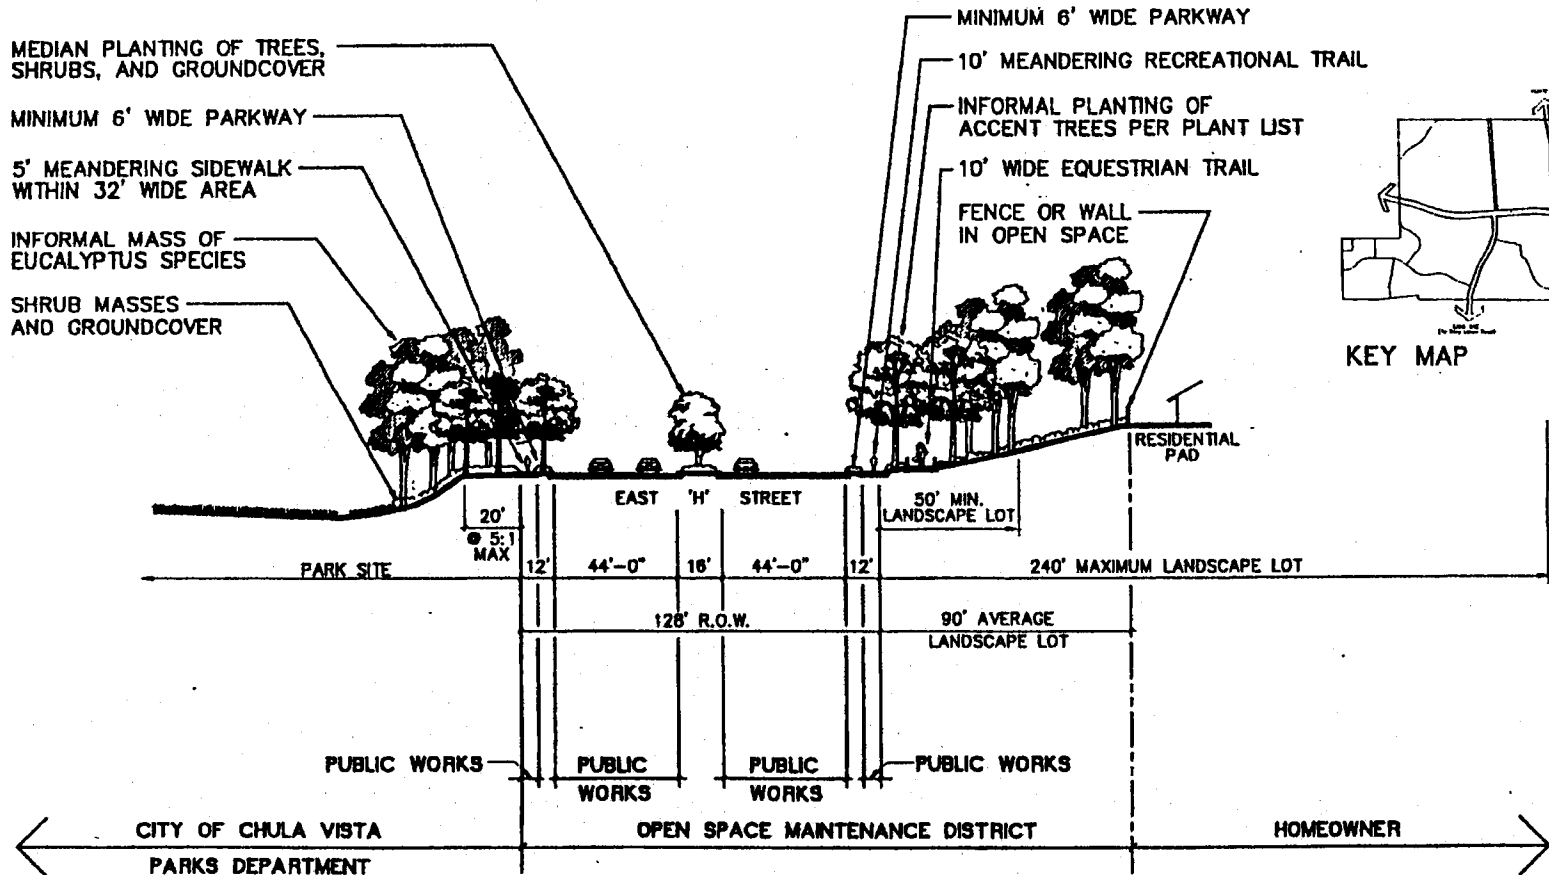 MEDIAN PLANTING OF TREES,
SHRUBS, AND GROUNDCOVER
MINIMUM 6' WIDE PARKWAY
5' MEANDERING SIDEWALK
WITHIN 32' WIDE AREA
INFORMAL MASS OF
EUCALYPTUS SPECIES
SHRUB MASSES
AND GROUNDCOVER
MINIMUM 6' WIDE PARKWAY
10' MEANDERING RECREATIONAL TRAIL
INFORMAL PLANTING OF
ACCENT TREES PER PLANT LIST
10' WIDE EQUESTRIAN TRAIL
FENCE OR WALL
IN OPEN SPACE
KEY MAP
RESIDENTIAL
PAD
EAST 'H' STREET
50' MIN.
LANDSCAPE LOT
20'
@ 5:1
MAX
PARK SITE 12' 44'-0" 16' 44'-0" 12' 240' MAXIMUM LANDSCAPE LOT
128' R.O.W. 90' AVERAGE
LANDSCAPE LOT
PUBLIC WORKS PUBLIC PUBLIC PUBLIC WORKS
WORKS WORKS
CITY OF CHULA VISTA OPEN SPACE MAINTENANCE DISTRICT HOMEOWNER
PARKS DEPARTMENT